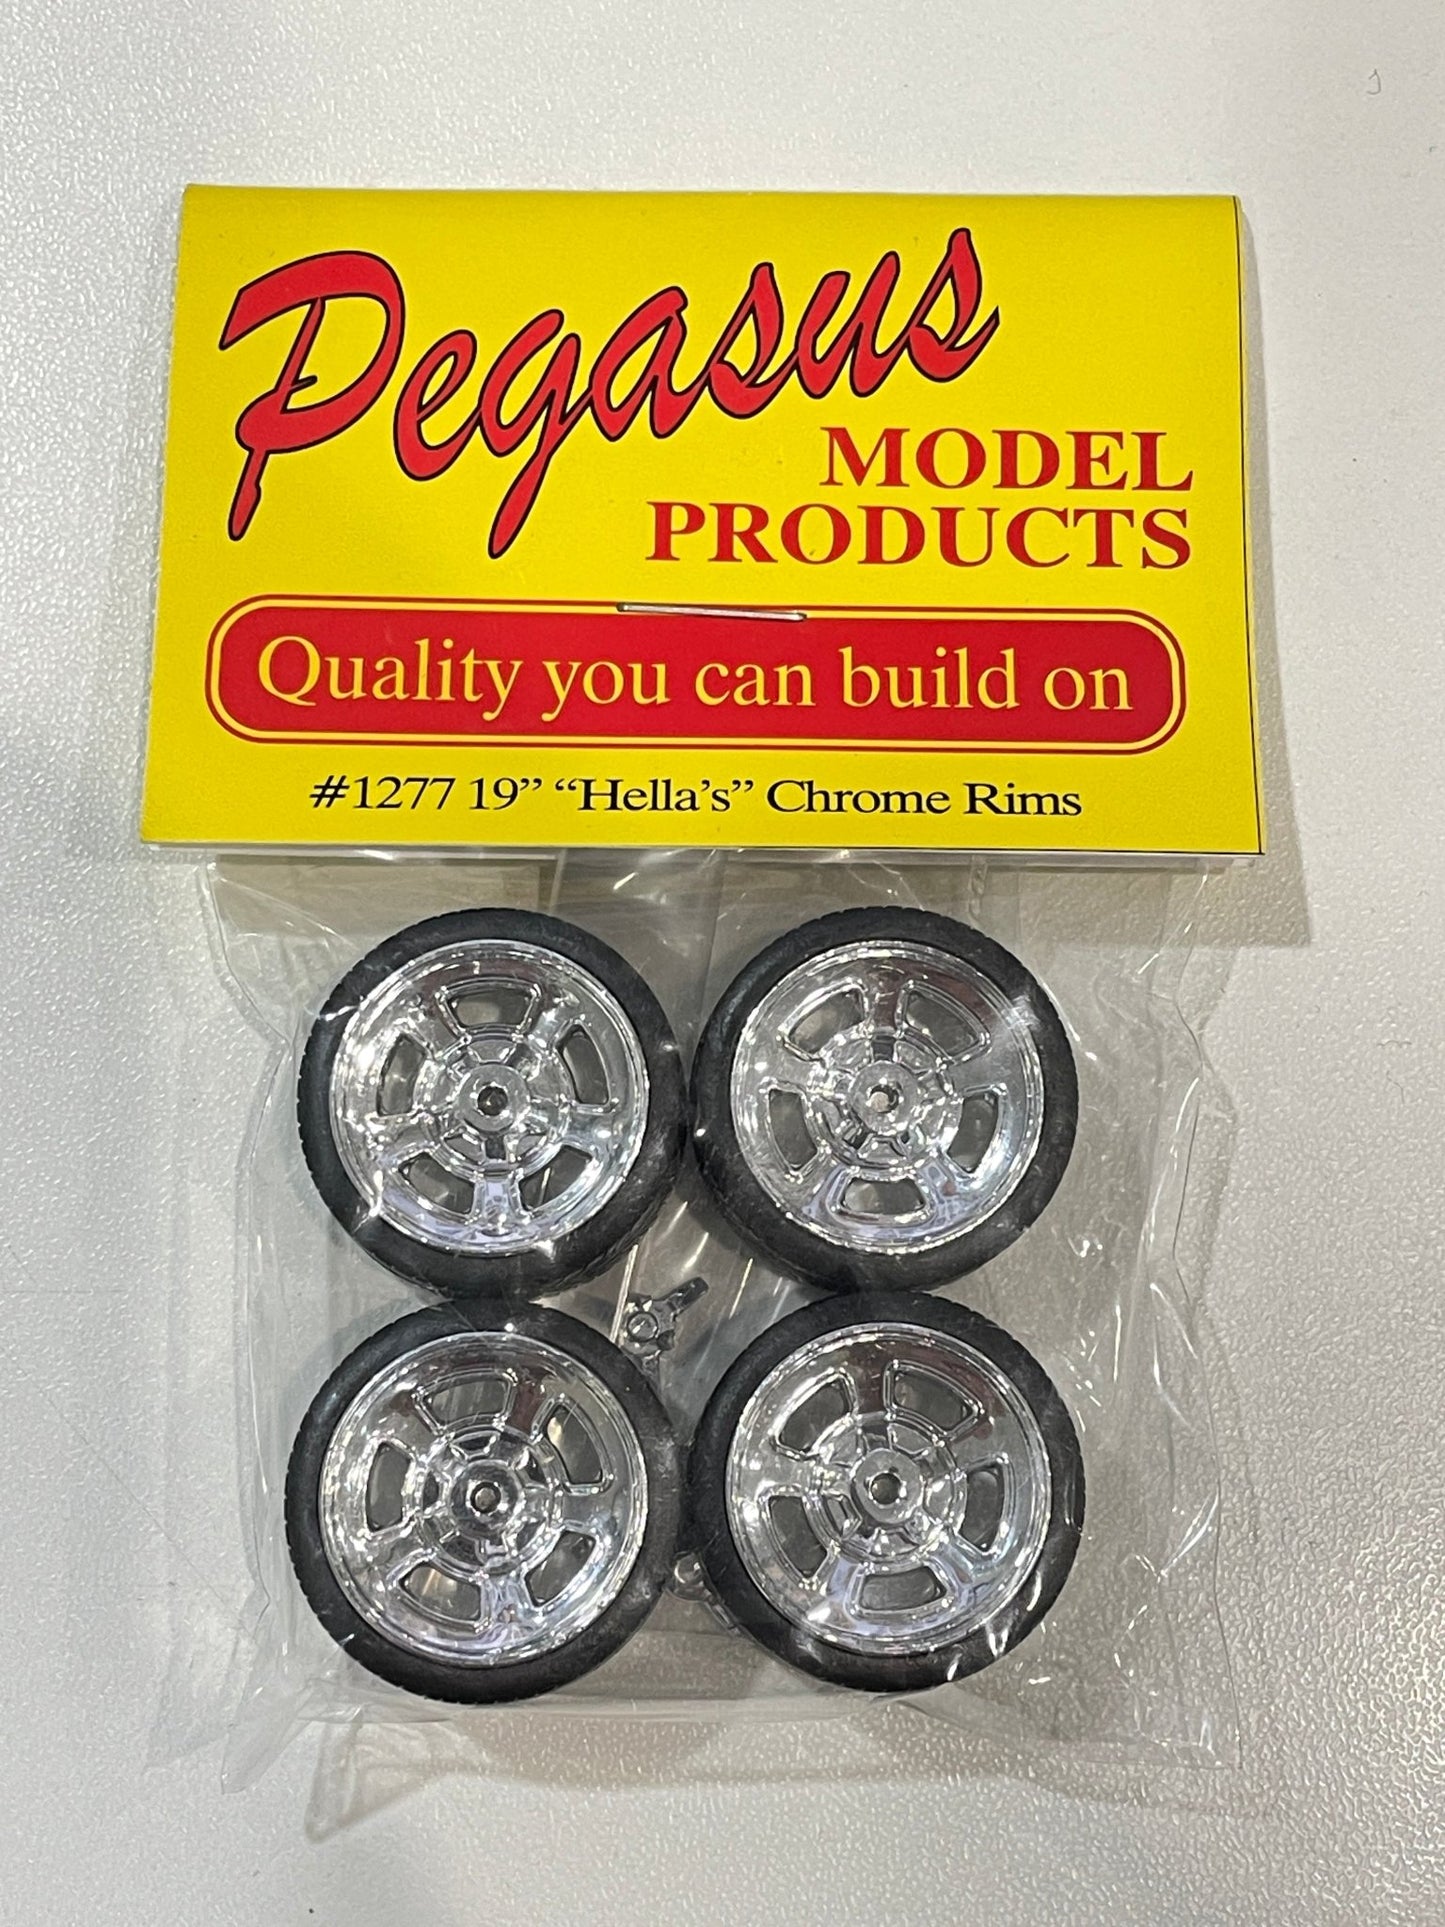 Pegasus
MODEL
PRODUCTS
Quality you can build on
#1277 19” “Hella’s” Chrome Rims